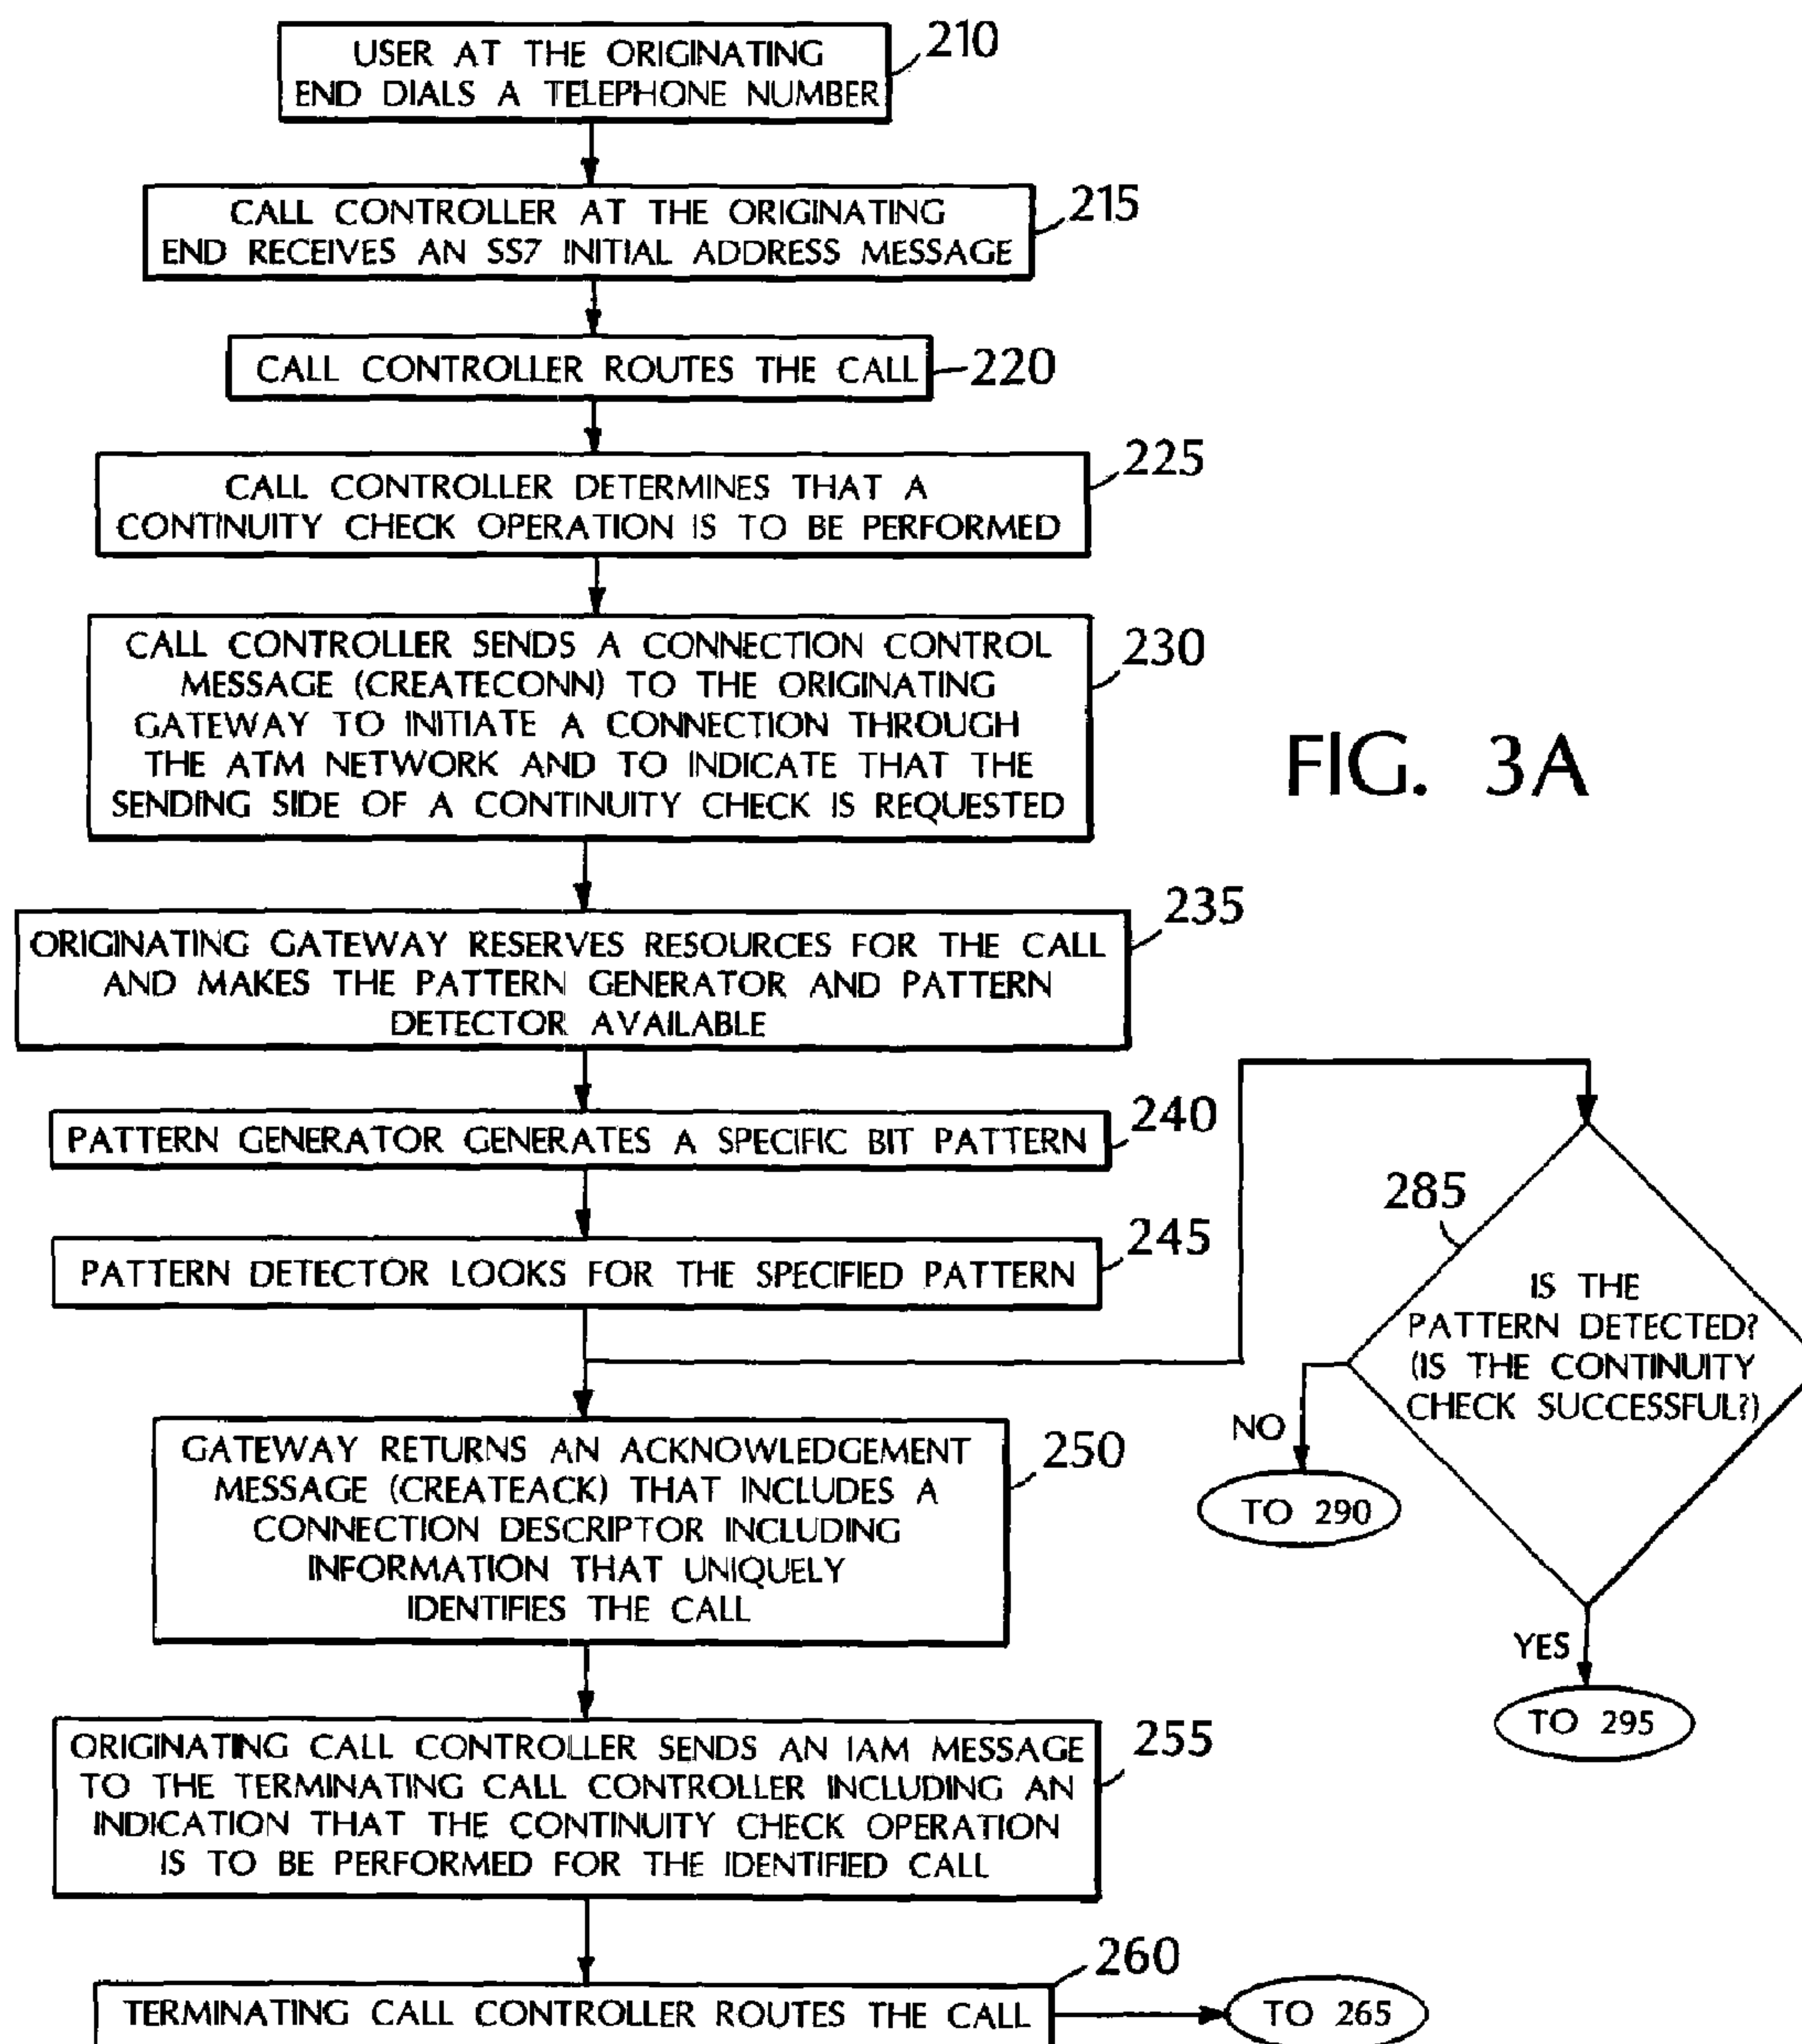 USER AT THE ORIGINATING
END DIALS A TELEPHONE NUMBER
210
CALL CONTROLLER AT THE ORIGINATING
END RECEIVES AN SS7 INITIAL ADDRESS MESSAGE
215
CALL CONTROLLER ROUTES THE CALL
220
CALL CONTROLLER DETERMINES THAT A
CONTINUITY CHECK OPERATION IS TO BE PERFORMED
225
CALL CONTROLLER SENDS A CONNECTION CONTROL
MESSAGE (CREATECONN) TO THE ORIGINATING
GATEWAY TO INITIATE A CONNECTION THROUGH
THE ATM NETWORK AND TO INDICATE THAT THE
SENDING SIDE OF A CONTINUITY CHECK IS REQUESTED
230
FIG. 3A
ORIGINATING GATEWAY RESERVES RESOURCES FOR THE CALL
AND MAKES THE PATTERN GENERATOR AND PATTERN
DETECTOR AVAILABLE
235
PATTERN GENERATOR GENERATES A SPECIFIC BIT PATTERN
240
PATTERN DETECTOR LOOKS FOR THE SPECIFIED PATTERN
245
285
IS THE
PATTERN DETECTED?
(IS THE CONTINUITY
CHECK SUCCESSFUL?)
NO
TO 290
YES
TO 295
GATEWAY RETURNS AN ACKNOWLEDGEMENT
MESSAGE (CREATEACK) THAT INCLUDES A
CONNECTION DESCRIPTOR INCLUDING
INFORMATION THAT UNIQUELY
IDENTIFIES THE CALL
250
ORIGINATING CALL CONTROLLER SENDS AN IAM MESSAGE
TO THE TERMINATING CALL CONTROLLER INCLUDING AN
INDICATION THAT THE CONTINUITY CHECK OPERATION
IS TO BE PERFORMED FOR THE IDENTIFIED CALL
255
TERMINATING CALL CONTROLLER ROUTES THE CALL
260
TO 265